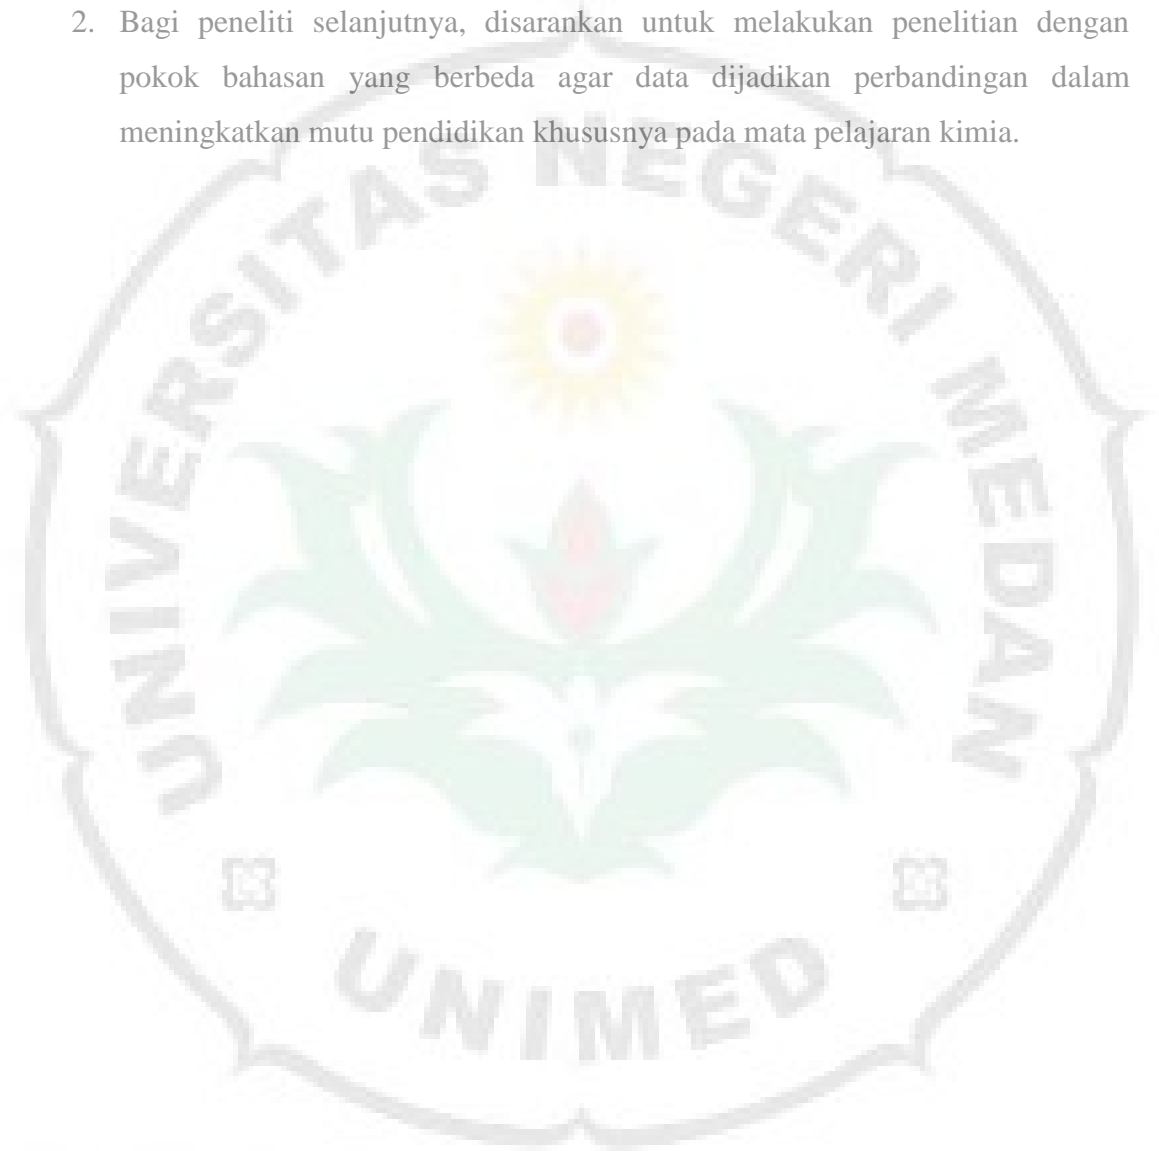 2. Bagi peneliti selanjutnya, disarankan untuk melakukan penelitian dengan
pokok bahasan yang berbeda agar data dijadikan perbandingan dalam
meningkatkan mutu pendidikan khususnya pada mata pelajaran kimia.
UNIVERSITAS NEGERI MEDAN
UNIMED